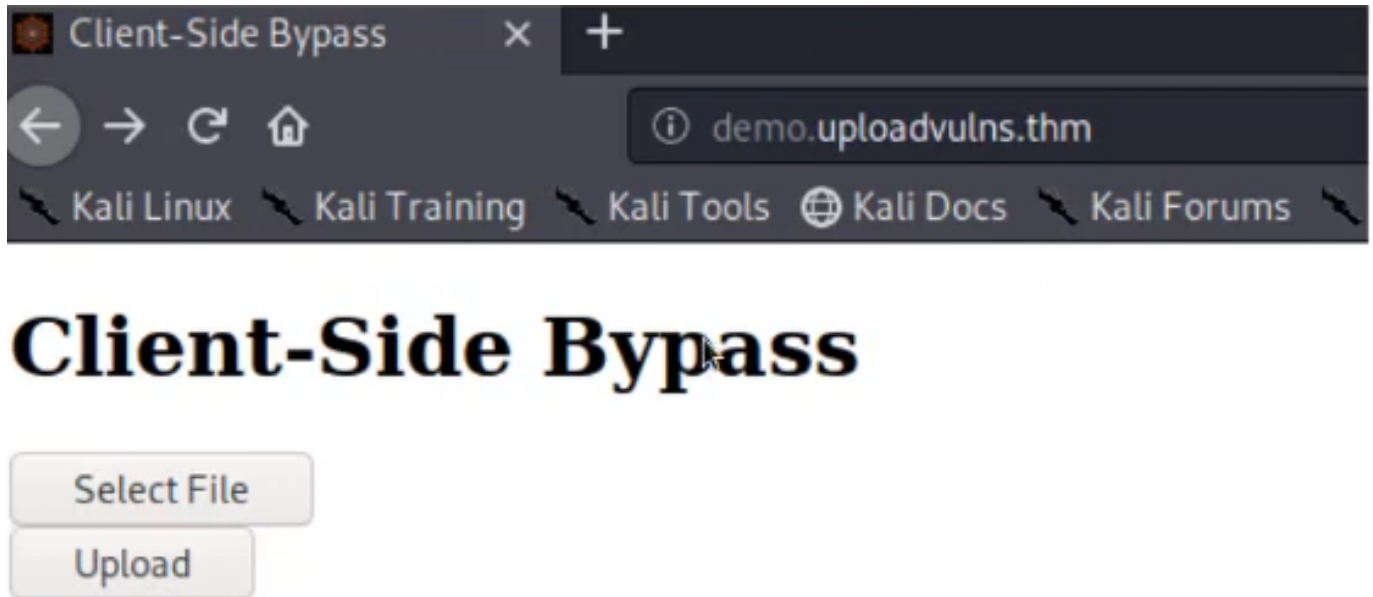 Client-Side Bypass
demo.uploadvulns.thm
Kali Linux Kali Training Kali Tools Kali Docs Kali Forums
Client-Side Bypass
Select File
Upload